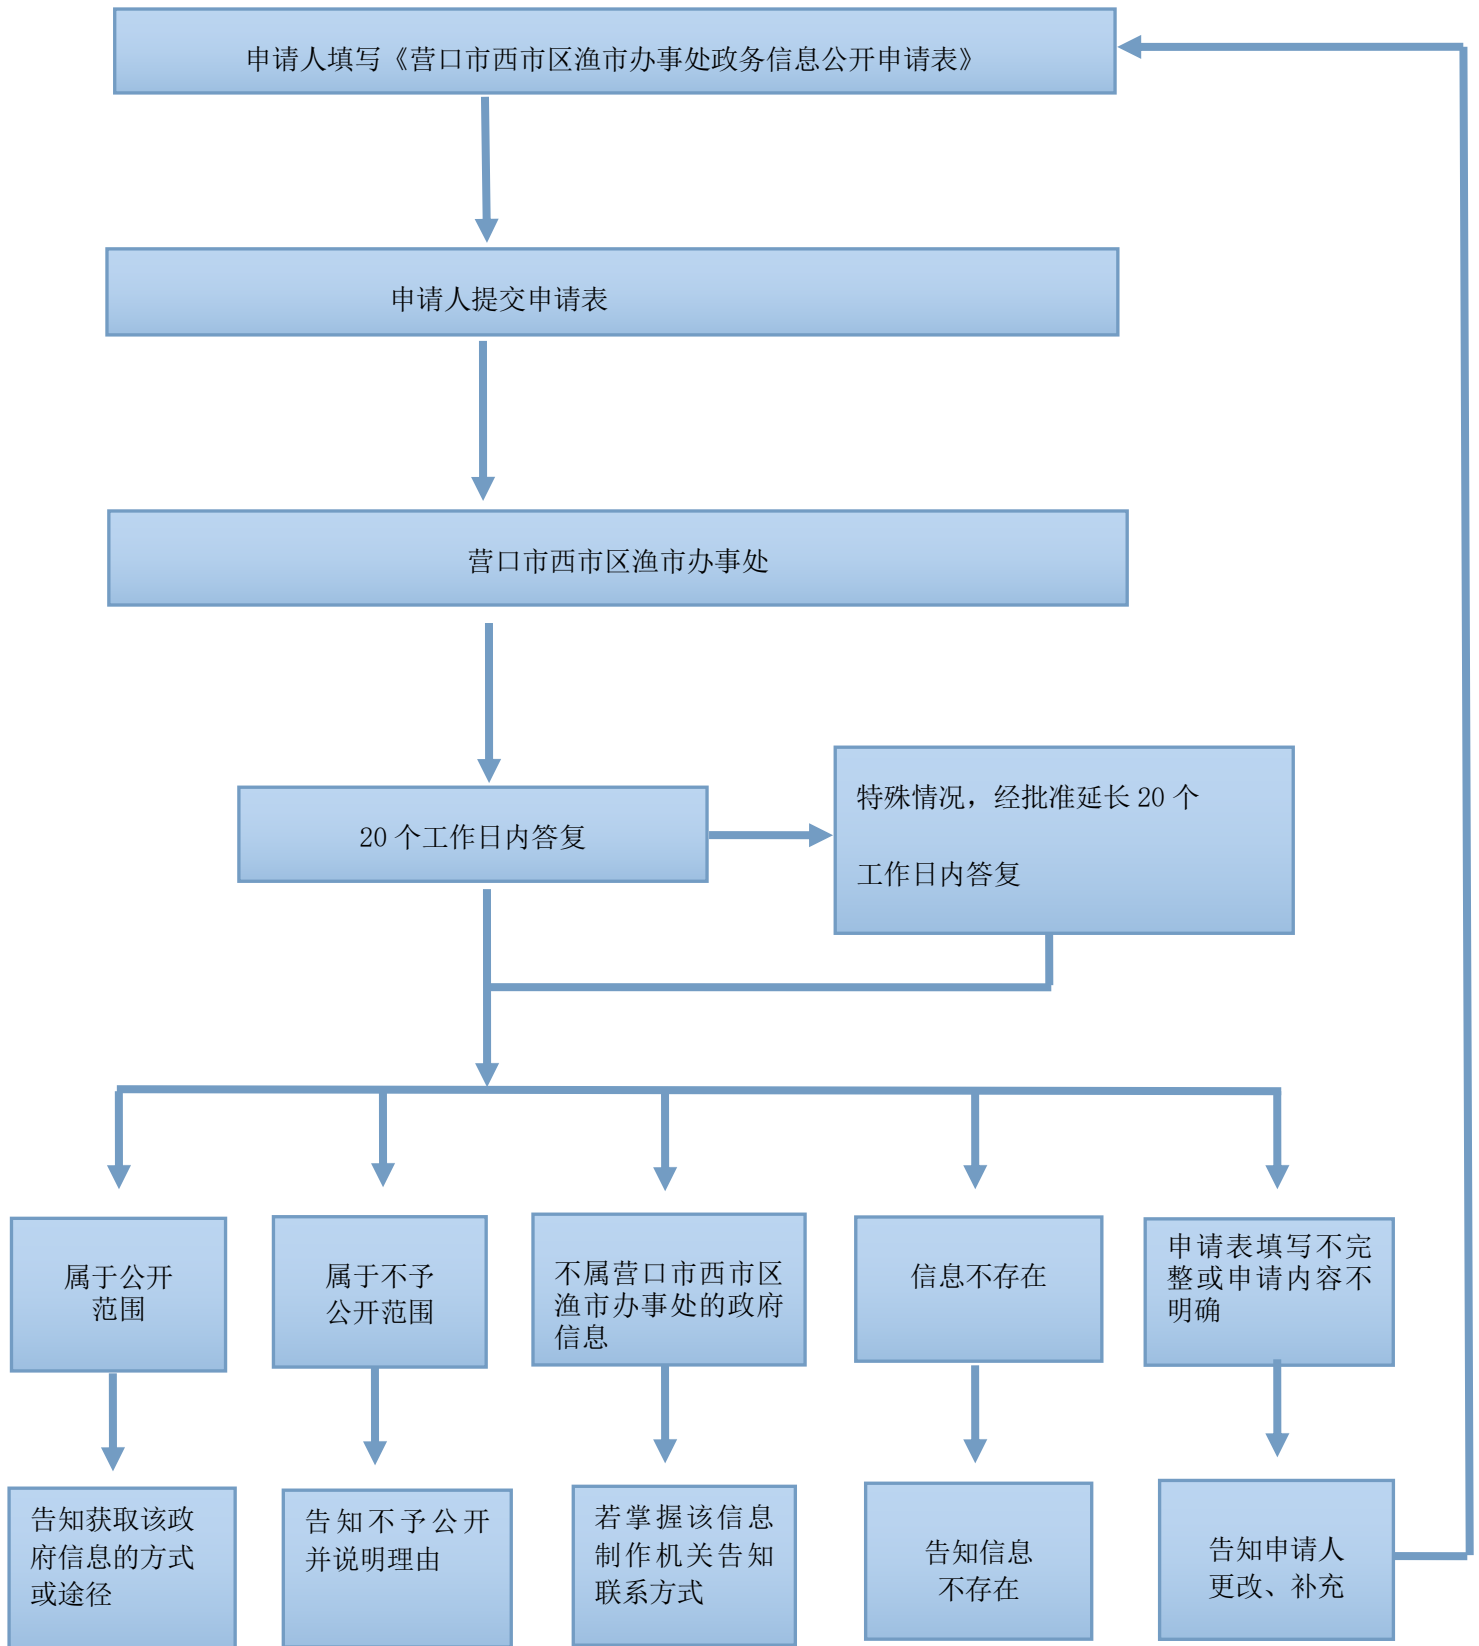 申请人填写《营口市西市区渔市办事处政务信息公开申请表》
申请人提交申请表
营口市西市区渔市办事处
20个工作日内答复
特殊情况，经批准延长20个
工作日内答复
属于公开
范围
属于不予
公开范围
不属营口市西市区
渔市办事处的政府
信息
信息不存在
申请表填写不完
整或申请内容不
明确
告知获取该政
府信息的方式
或途径
告知不予公开
并说明理由
若掌握该信息
制作机关告知
联系方式
告知信息
不存在
告知申请人
更改、补充